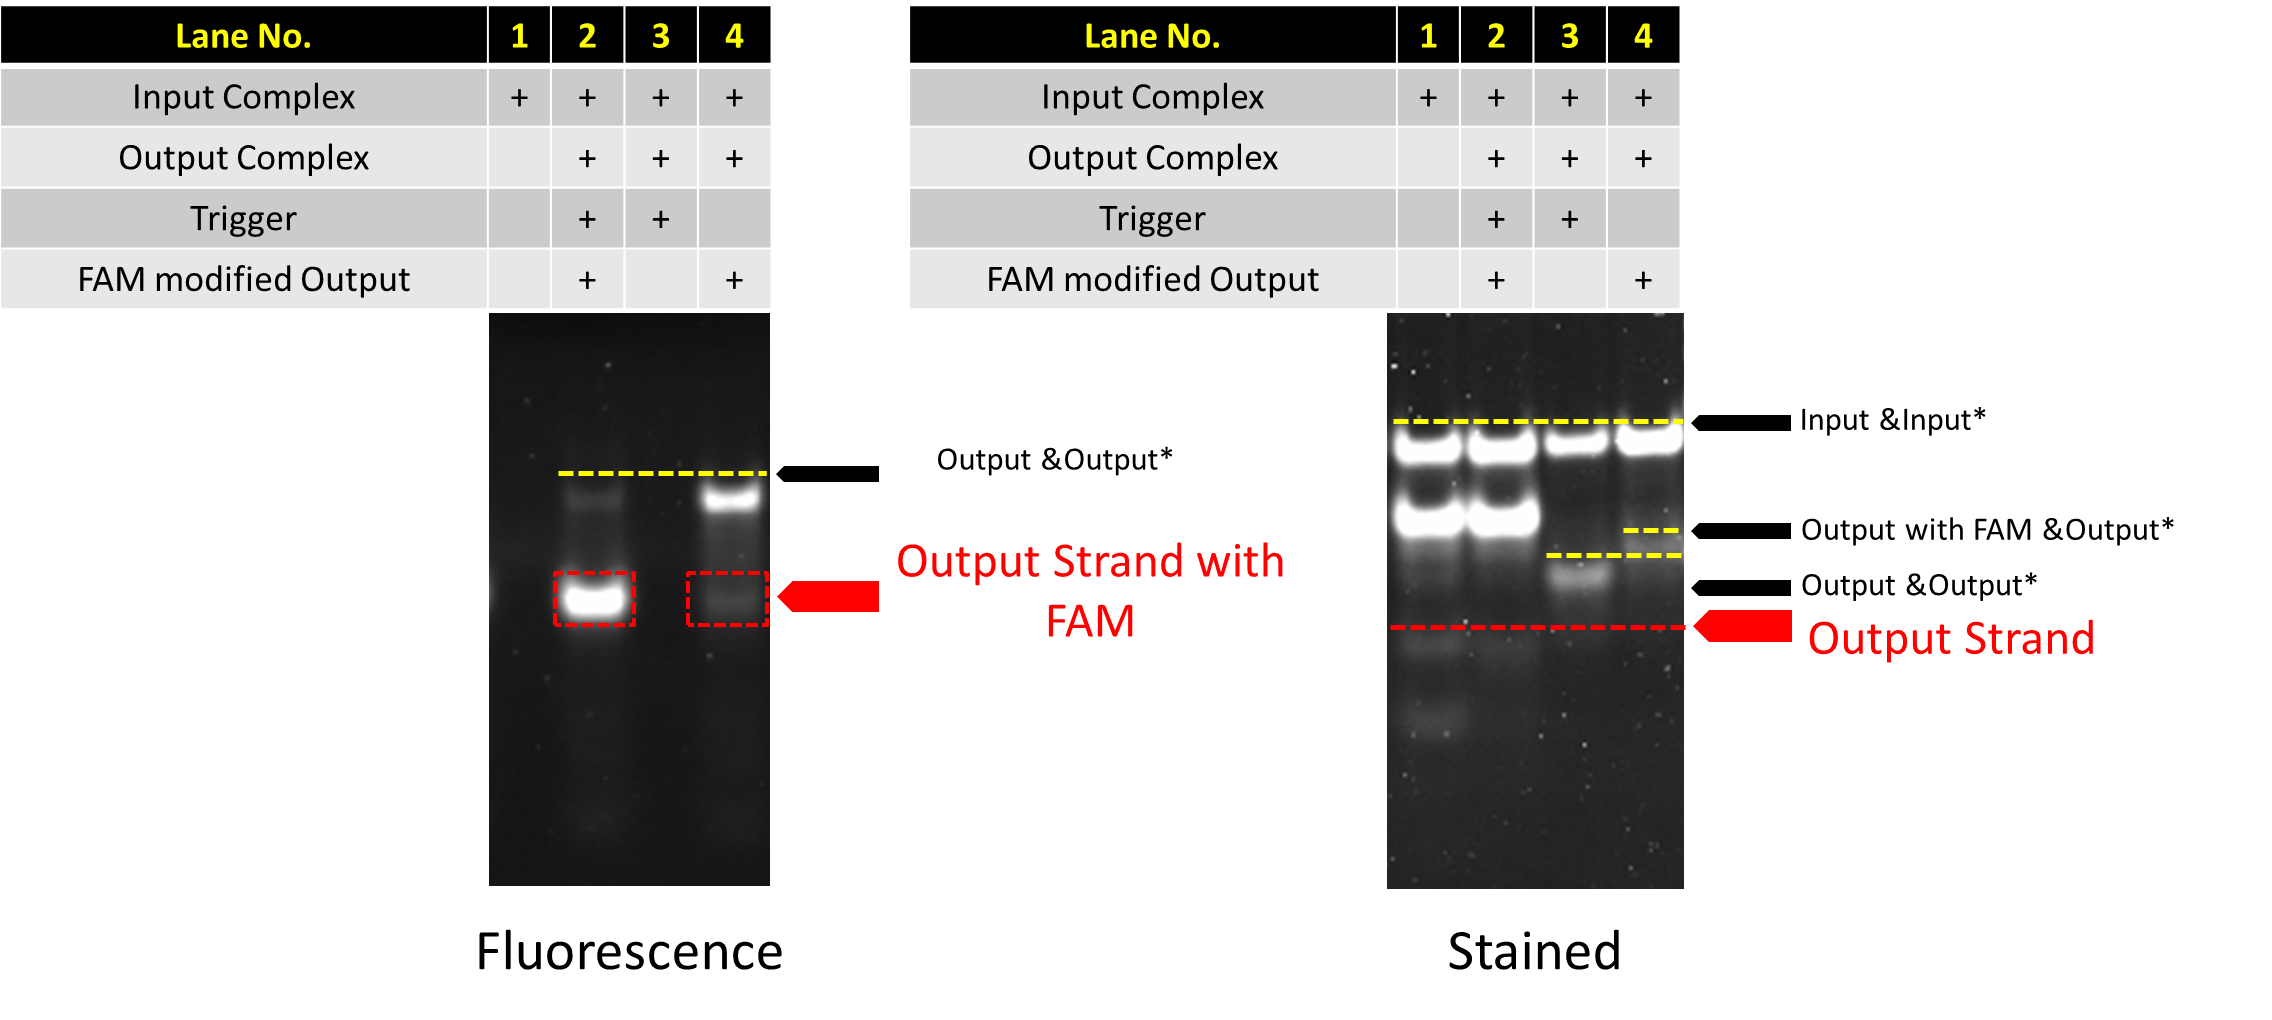 Lane No. 1 2 3 4
Input Complex + + + +
Output Complex + + +
Trigger + +
FAM modified Output + +
Output &Output*
Output Strand with
FAM
Fluorescence
Lane No. 1 2 3 4
Input Complex + + + +
Output Complex + + +
Trigger + +
FAM modified Output + +
Input &Input*
Output with FAM &Output*
Output &Output*
Output Strand
Stained